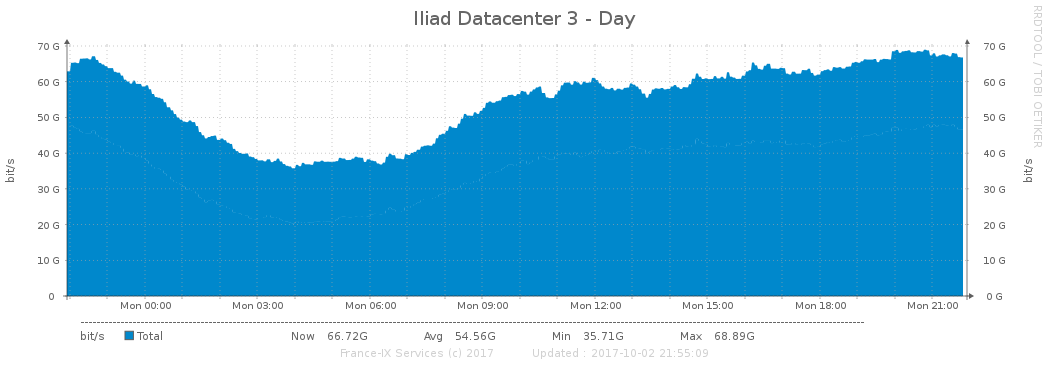 Iliad Datacenter 3 - Day
RRDTOOL / TOBI OETIKER
bit/s
70 G
60 G
50 G
40 G
30 G
20 G
10 G
0
70 G
60 G
50 G
40 G
30 G
20 G
10 G
0 G
bit/s
Mon 00:00 Mon 03:00 Mon 06:00 Mon 09:00 Mon 12:00 Mon 15:00 Mon 18:00 Mon 21:00
bit/s Total Now 66.72G Avg 54.56G Min 35.71G Max 68.89G
France-IX Services (c) 2017 Updated : 2017-10-02 21:55:09